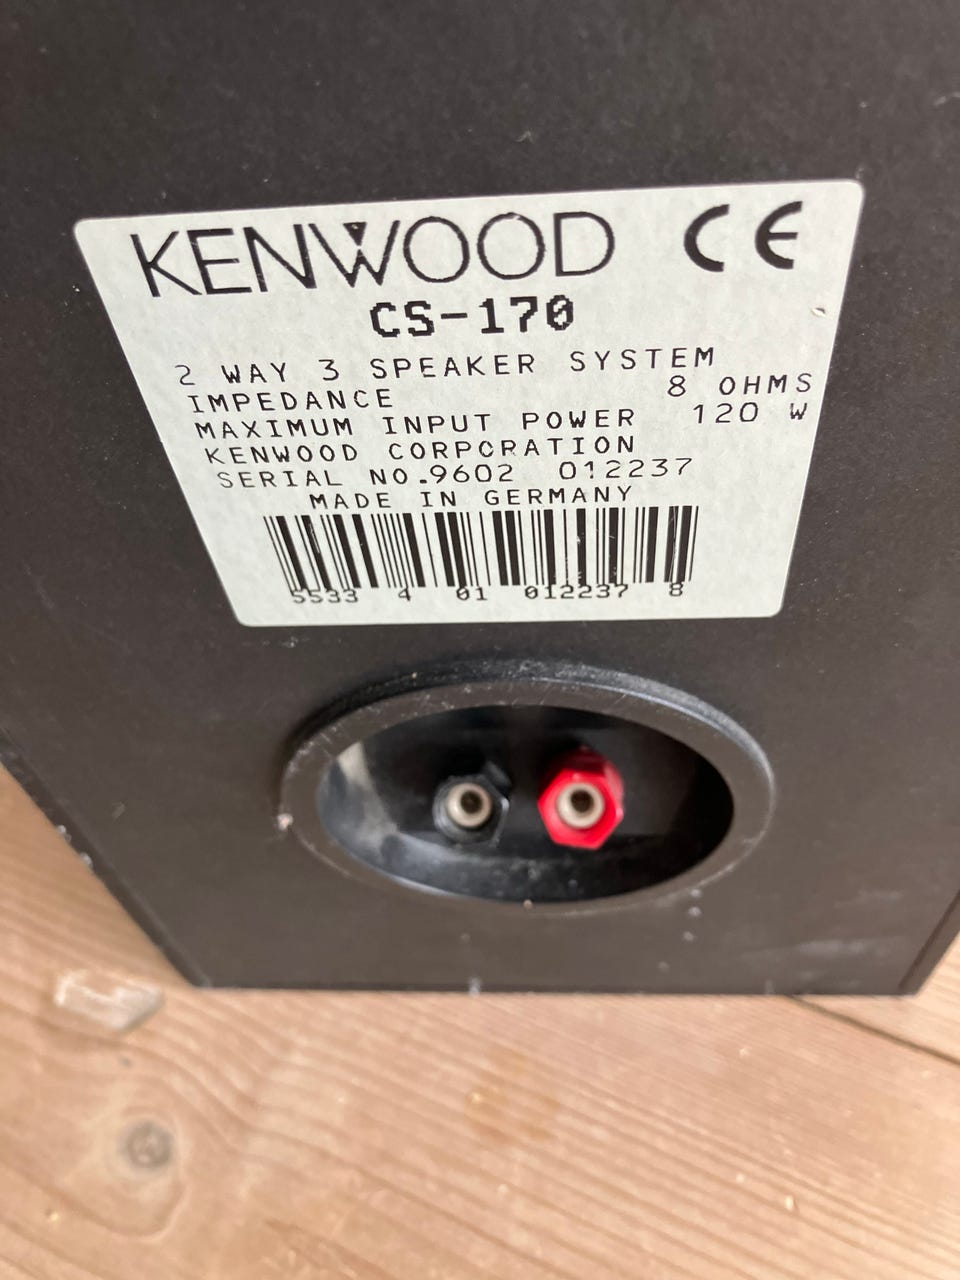 KENWOOD CE
CS-170
2 WAY 3 SPEAKER SYSTEM
IMPEDANCE 8 OHMS
MAXIMUM INPUT POWER 120 W
KENWOOD CORPORATION
SERIAL NO.9602 012237
MADE IN GERMANY
5533 4 01 012237 8